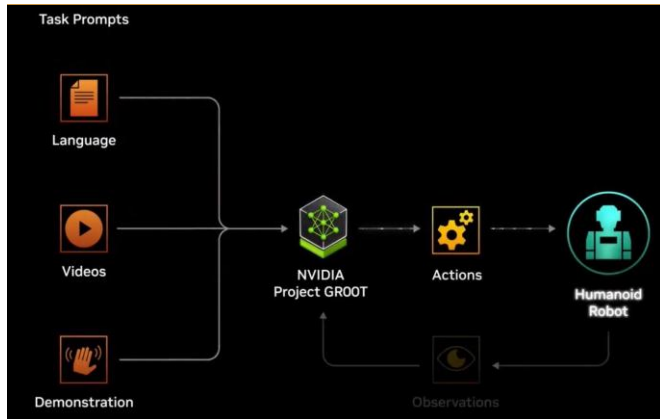 Task Prompts
Language
Videos
Demonstration
NVIDIA
Project GR00T
Actions
Humanoid
Robot
Observations